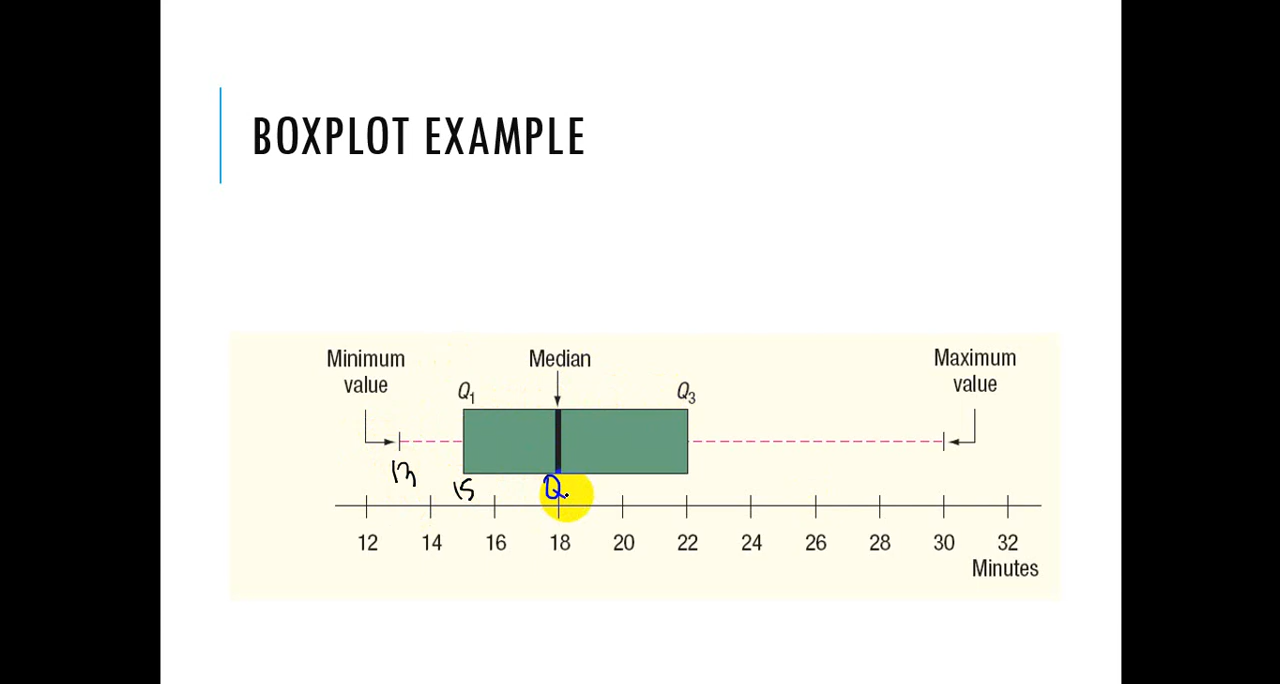 BOXPLOT EXAMPLE
Minimum value
Median
Maximum value
Q1
Q3
13
15
Q.
12 14 16 18 20 22 24 26 28 30 32
Minutes